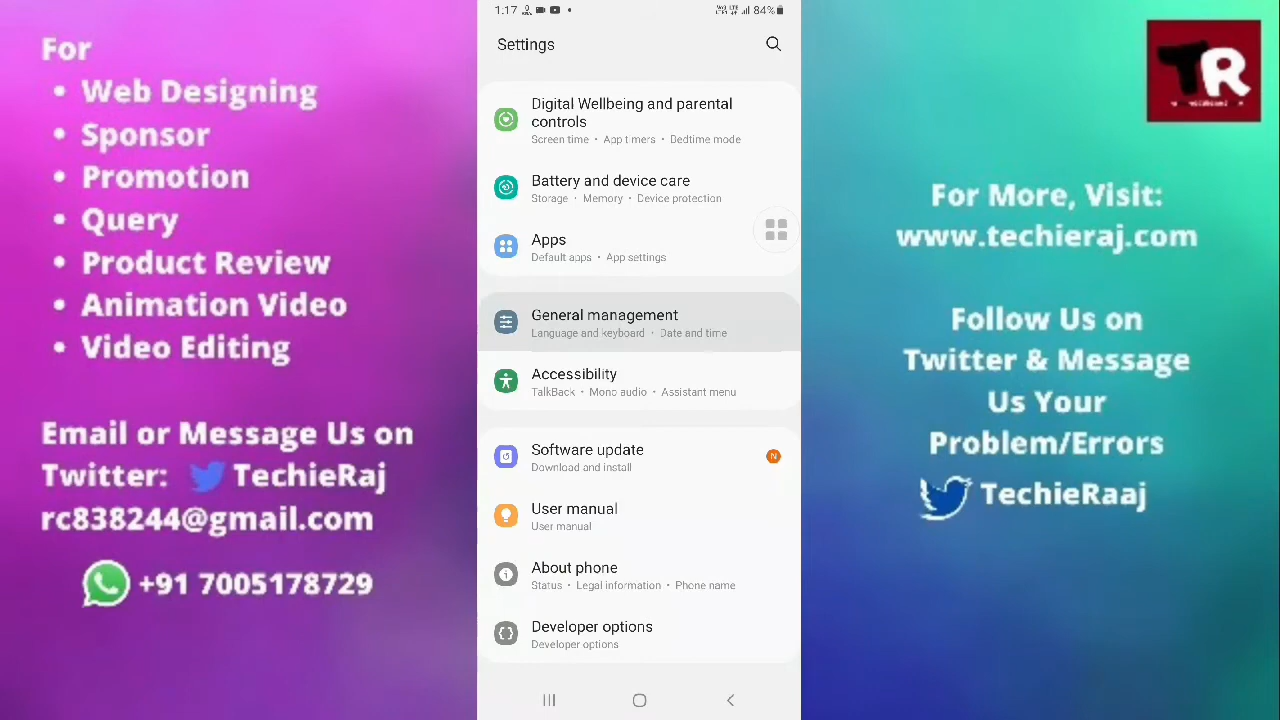 For
• Web Designing
• Sponsor
• Promotion
• Query
• Product Review
• Animation Video
• Video Editing
Email or Message Us on
Twitter: TechieRaj
rc838244@gmail.com
+91 7005178729
1:17
84%
Settings
Digital Wellbeing and parental
controls
Screen time • App timers • Bedtime mode
Battery and device care
Storage • Memory • Device protection
Apps
Default apps • App settings
General management
Language and keyboard • Date and time
Accessibility
TalkBack • Mono audio • Assistant menu
Software update
Download and install
N
User manual
User manual
About phone
Status • Legal information • Phone name
Developer options
Developer options
TR
For More, Visit:
www.techieraj.com
Follow Us on
Twitter & Message
Us Your
Problem/Errors
TechieRaaj